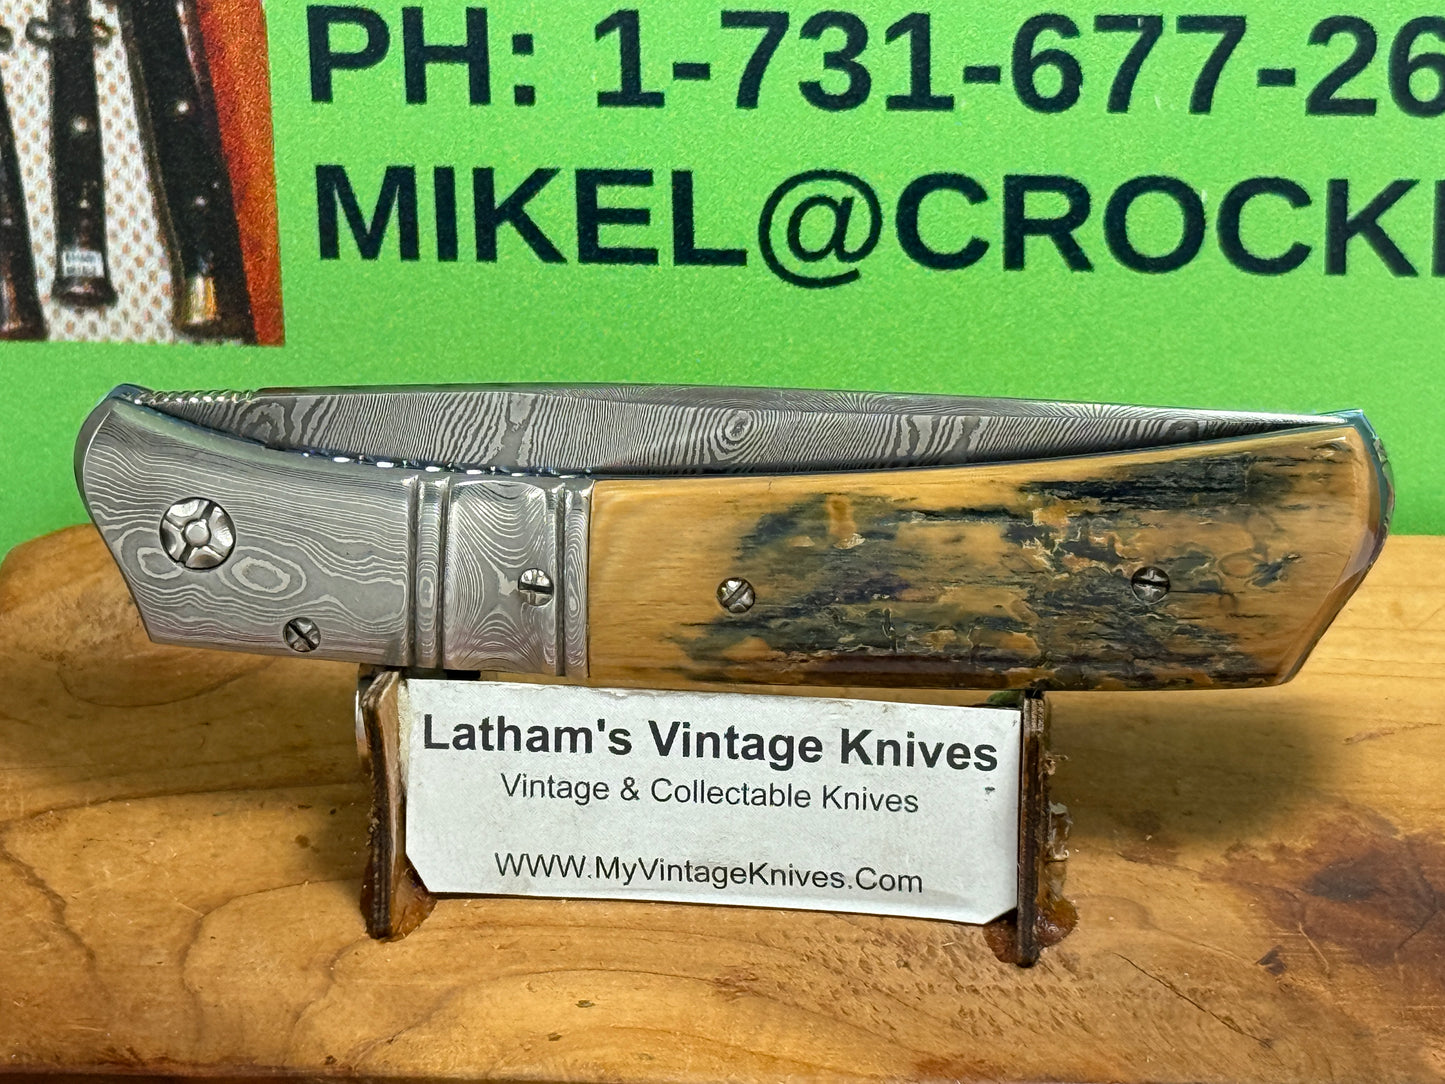 PH: 1-731-677-26
MIKEL@CROCK
Latham's Vintage Knives
Vintage & Collectable Knives
WWW.MyVintageKnives.Com